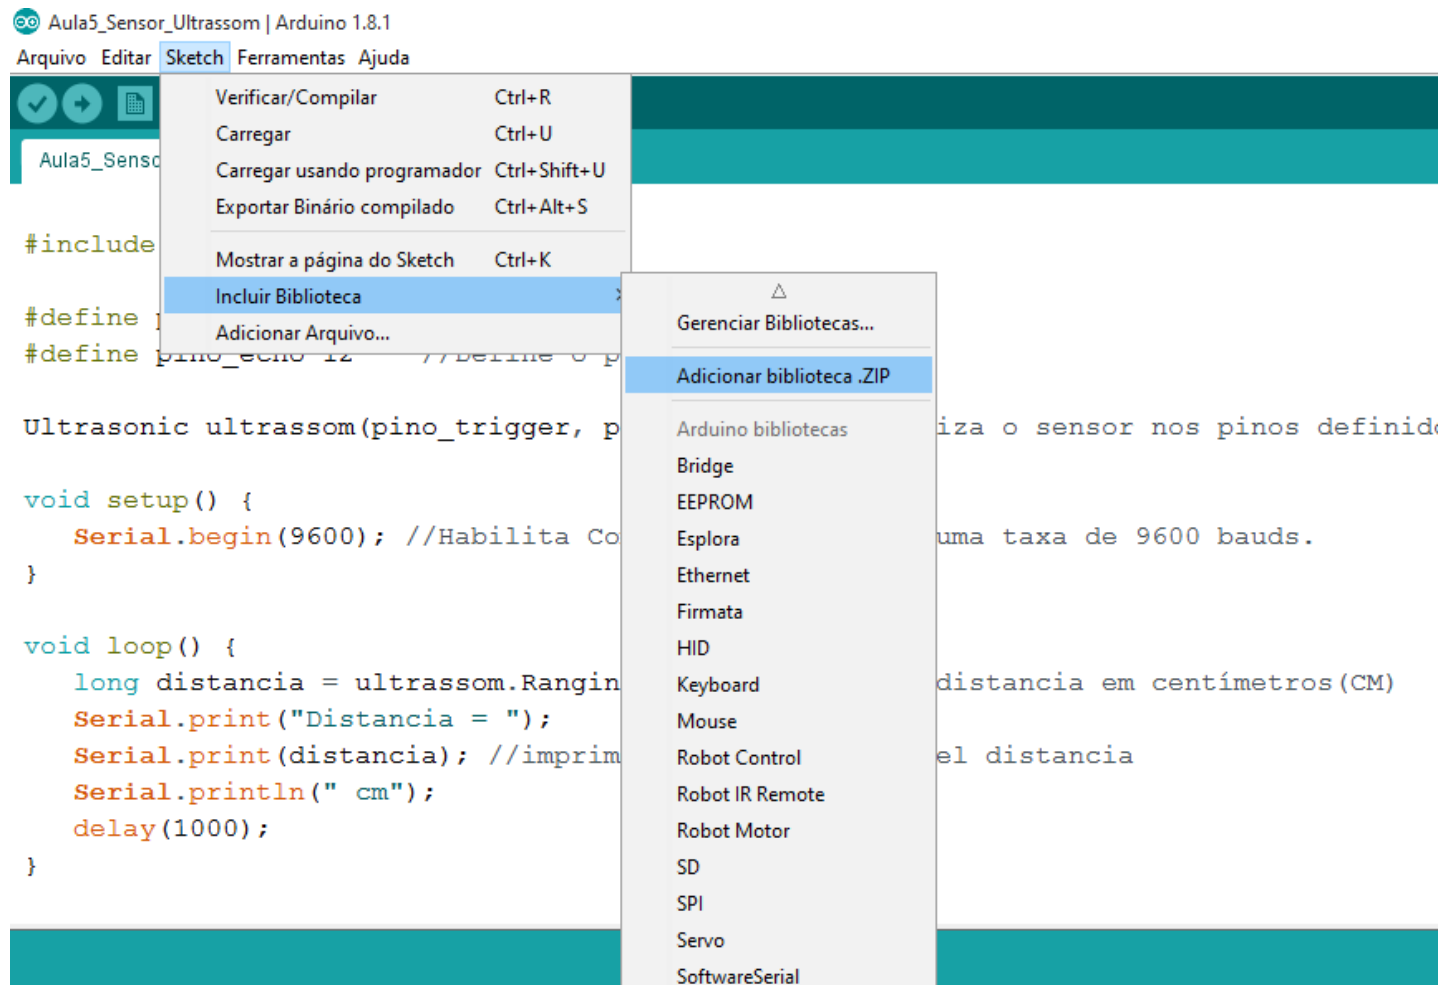 Aula5_Sensor_Ultrassom | Arduino 1.8.1
Arquivo Editar Sketch Ferramentas Ajuda
Verificar/Compilar Ctrl+R
Carregar Ctrl+U
Carregar usando programador Ctrl+Shift+U
Exportar Binário compilado Ctrl+Alt+S
Mostrar a página do Sketch Ctrl+K
Incluir Biblioteca
Adicionar Arquivo...
Gerenciar Bibliotecas...
Adicionar biblioteca .ZIP
Arduino bibliotecas
Bridge
EEPROM
Esplora
Ethernet
Firmata
HID
Keyboard
Mouse
Robot Control
Robot IR Remote
Robot Motor
SD
SPI
Servo
SoftwareSerial
Aula5_Senso
#include
#define
#define pino_echo 12 //Define o p
Ultrasonic ultrassom(pino_trigger, p iza o sensor nos pinos definido
void setup() {
Serial.begin(9600); //Habilita Co uma taxa de 9600 bauds.
}
void loop() {
long distancia = ultrassom.Rangin distancia em centímetros(CM)
Serial.print("Distancia = ");
Serial.print(distancia); //imprim el distancia
Serial.println(" cm");
delay(1000);
}